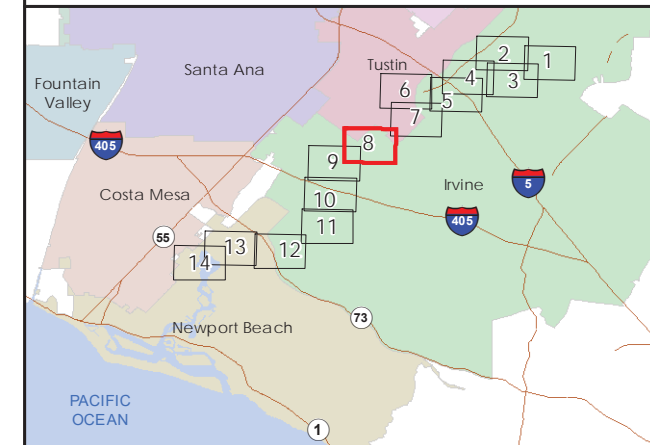 2
1
Santa Ana
Tustin
4
3
Fountain
Valley
6
5
7
405
8
9
Irvine
5
Costa Mesa
10
405
11
55
13
12
14
73
Newport Beach
PACIFIC
OCEAN
1